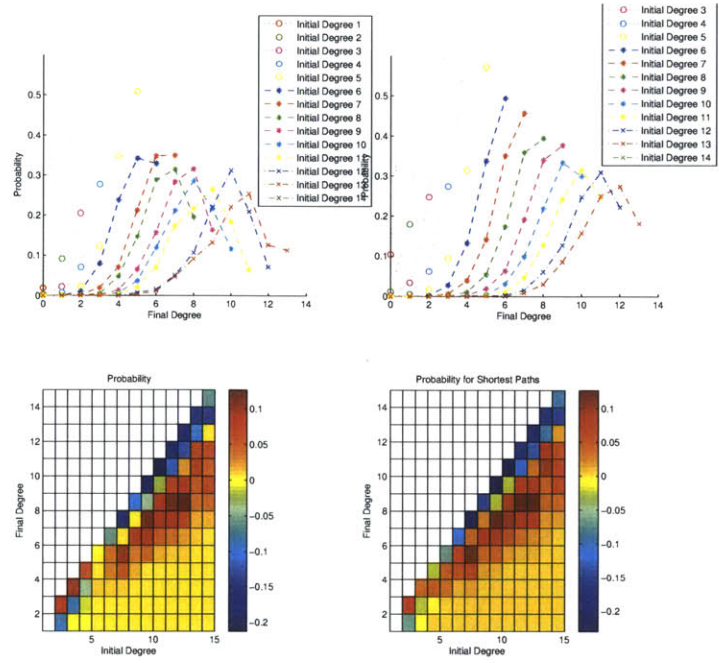 Initial Degree 1
Initial Degree 2
Initial Degree 3
Initial Degree 4
Initial Degree 5
Initial Degree 6
Initial Degree 7
Initial Degree 8
Initial Degree 9
Initial Degree 10
Initial Degree 11
Initial Degree 12
Initial Degree 13
Initial Degree 14
0.5
0.4
0.3
0.2
0.1
0
0 2 4 6 8 10 12 14
Probability
Final Degree
Initial Degree 3
Initial Degree 4
Initial Degree 5
Initial Degree 6
Initial Degree 7
Initial Degree 8
Initial Degree 9
Initial Degree 10
Initial Degree 11
Initial Degree 12
Initial Degree 13
Initial Degree 14
0.5
0.4
0.3
0.2
0.1
0
0 2 4 6 8 10 12 14
Probability
Final Degree
Probability
14
12
10
8
6
4
2
5 10 15
Final Degree
Initial Degree
0.1
0.05
0
−0.05
−0.1
−0.15
−0.2
Probability for Shortest Paths
14
12
10
8
6
4
2
5 10 15
Final Degree
Initial Degree
0.1
0.05
0
−0.05
−0.1
−0.15
−0.2